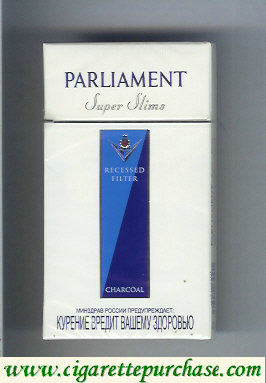 PARLIAMENT
Super Slims
RECESSED
FILTER
CHARCOAL
МИНЗДРАВ РОССИИ ПРЕДУПРЕЖДАЕТ:
КУРЕНИЕ ВРЕДИТ ВАШЕМУ ЗДОРОВЬЮ
www.cigarettepurchase.com